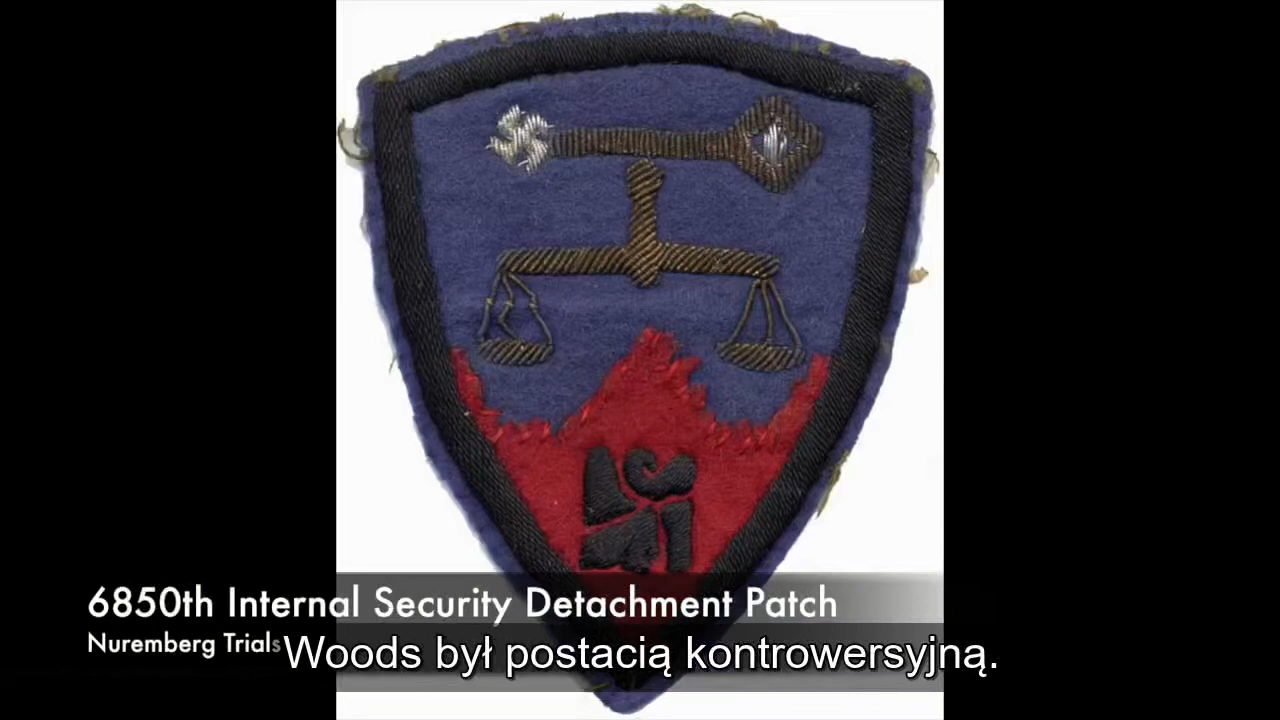 6850th Internal Security Detachment Patch
Nuremberg Trials
Woods był postacią kontrowersyjną.